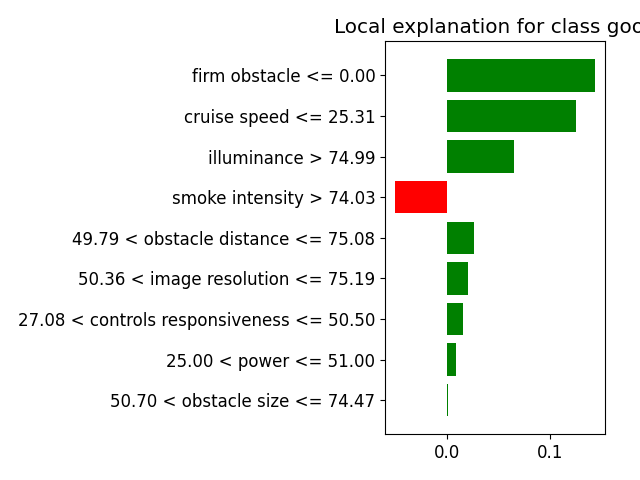 Local explanation for class goo
firm obstacle <= 0.00
cruise speed <= 25.31
illuminance > 74.99
smoke intensity > 74.03
49.79 < obstacle distance <= 75.08
50.36 < image resolution <= 75.19
27.08 < controls responsiveness <= 50.50
25.00 < power <= 51.00
50.70 < obstacle size <= 74.47
0.0 0.1